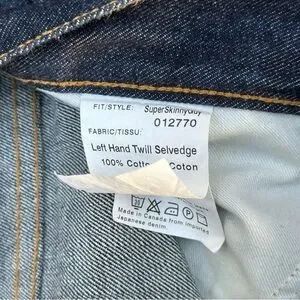 FIT/STYLE: SuperSkinnyGuy
012770
FABRIC/TISSU:
Left Hand Twill Selvedge
100% Cotton Coton
Made in Canada from imported
Japanese denim.